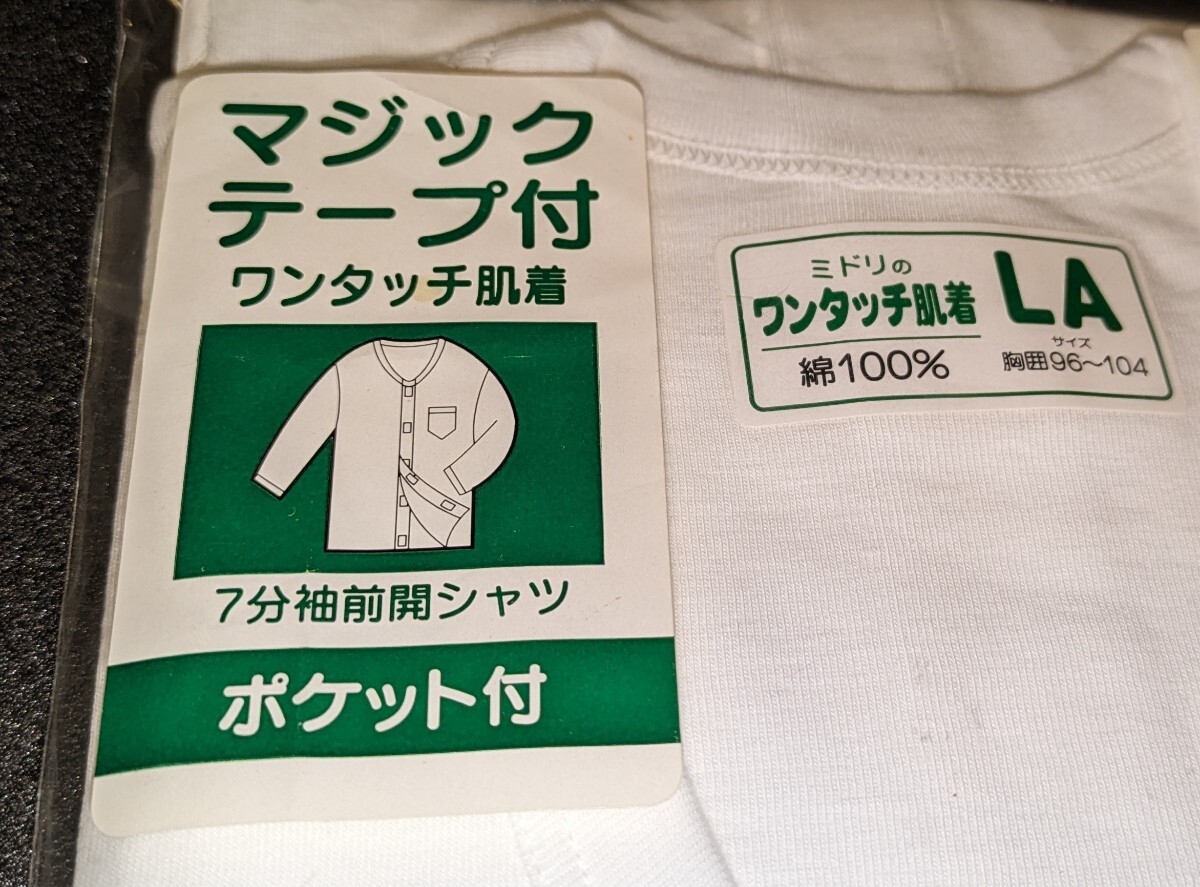 マジック
テープ付
ワンタッチ肌着
7分袖前開シャツ
ポケット付
ミドリの
ワンタッチ肌着
綿100%
LA
サイズ
胸囲96〜104